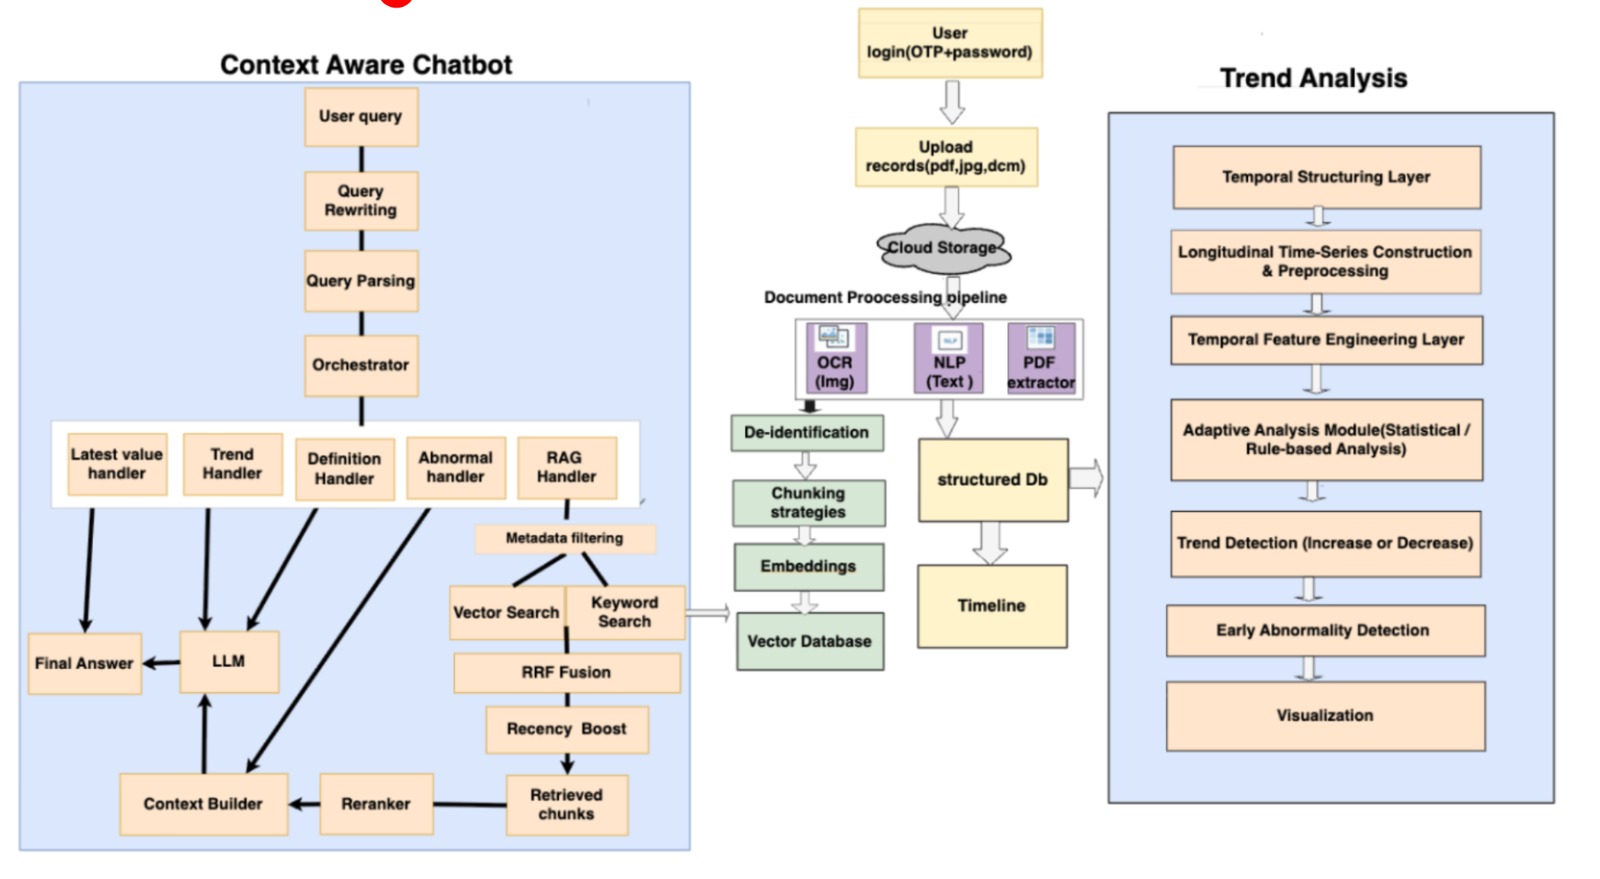 Context Aware Chatbot
User query
Query
Rewriting
Query Parsing
Orchestrator
Latest value
handler
Trend
Handler
Definition
Handler
Abnormal
handler
RAG
Handler
Metadata filtering
Vector Search
Keyword
Search
RRF Fusion
Recency Boost
Retrieved
chunks
Reranker
Context Builder
LLM
Final Answer
User
login(OTP+password)
Upload
records(pdf,jpg,dcm)
Cloud Storage
Document Proocessing pipeline
OCR
(Img)
NLP
NLP
(Text )
PDF
extractor
De-identification
Chunking
strategies
Embeddings
Vector Database
structured Db
Timeline
Trend Analysis
Temporal Structuring Layer
Longitudinal Time-Series Construction
& Preprocessing
Temporal Feature Engineering Layer
Adaptive Analysis Module(Statistical /
Rule-based Analysis)
Trend Detection (Increase or Decrease)
Early Abnormality Detection
Visualization